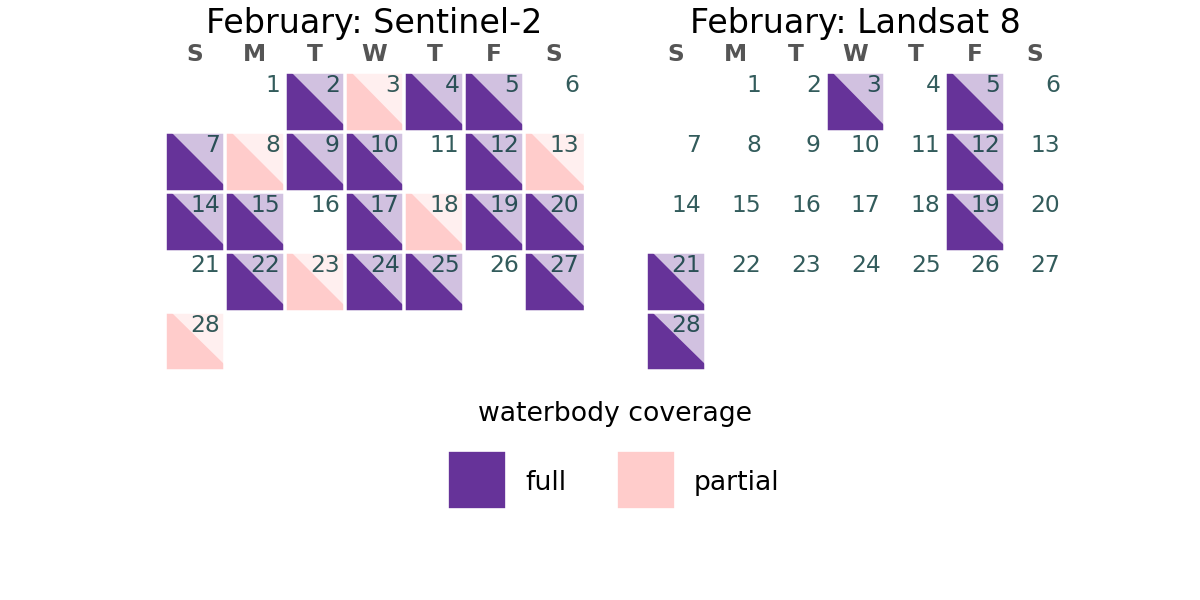 February: Sentinel-2
S M T W T F S
1 2 3 4 5 6
7 8 9 10 11 12 13
14 15 16 17 18 19 20
21 22 23 24 25 26 27
28
February: Landsat 8
S M T W T F S
1 2 3 4 5 6
7 8 9 10 11 12 13
14 15 16 17 18 19 20
21 22 23 24 25 26 27
28
waterbody coverage
full partial